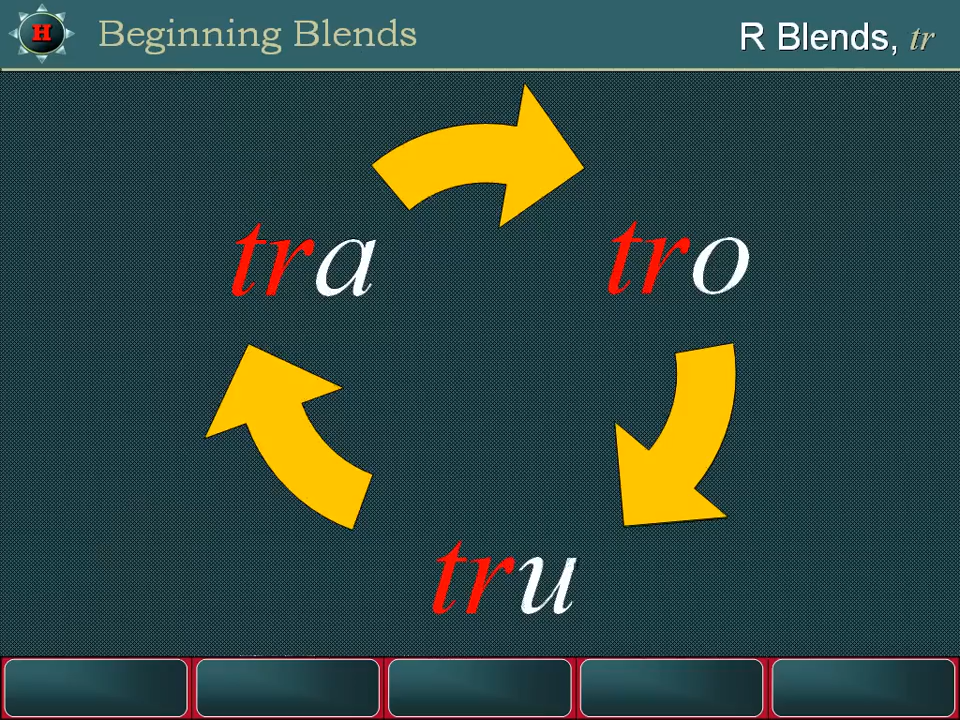 H
Beginning Blends
R Blends, tr
tra
tro
tru